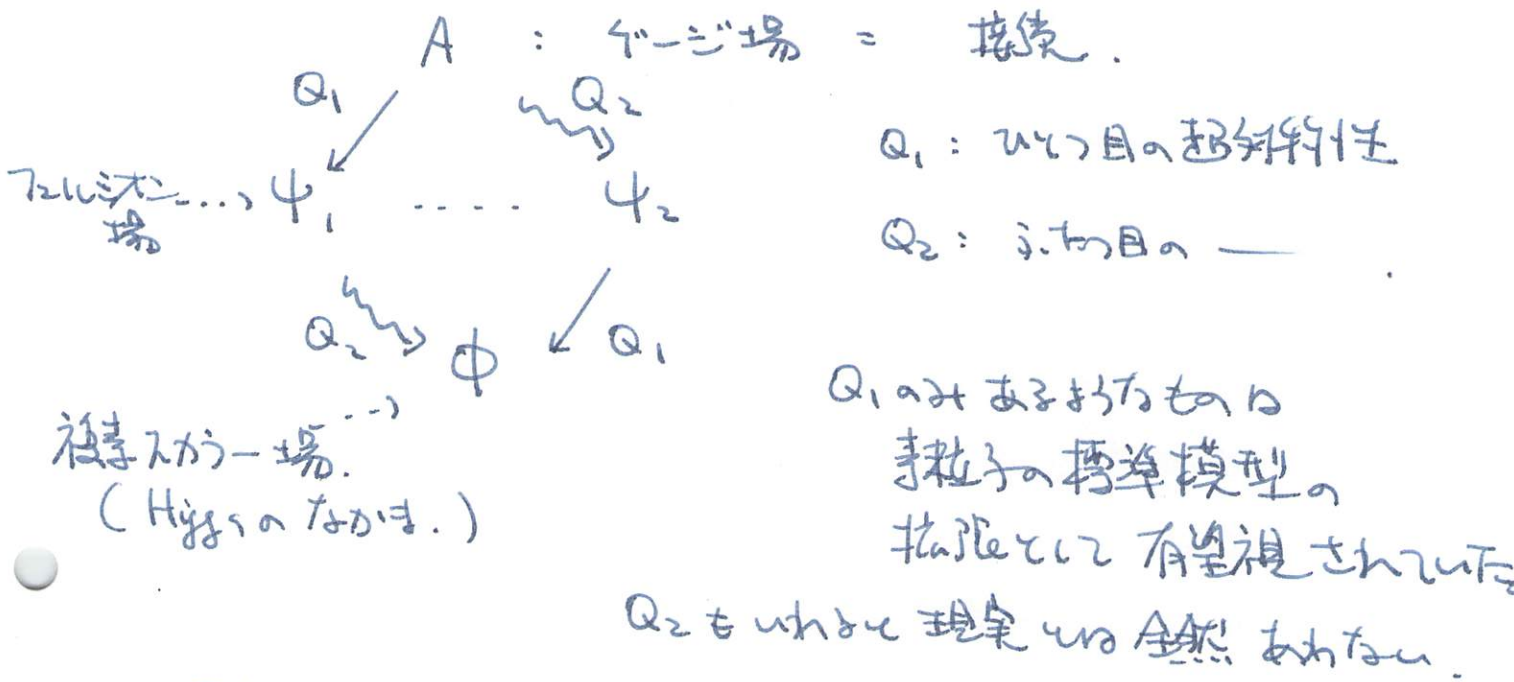 A : ゲージ場 = 接続.
Q₁ Q₂
Q₁ : ひとつ目の超対称性
フェルミオン場 …→ ψ₁ ‥‥ ψ₂
Q₂ : ふたつ目の ―
Q₂ φ Q₁
Q₁のみあるようなものは
複素スカラー場. …→
素粒子の標準模型の
(Higgsのなかま.)
拡張として有望視されていた
Q₂もいれると現実とは全然あわない.